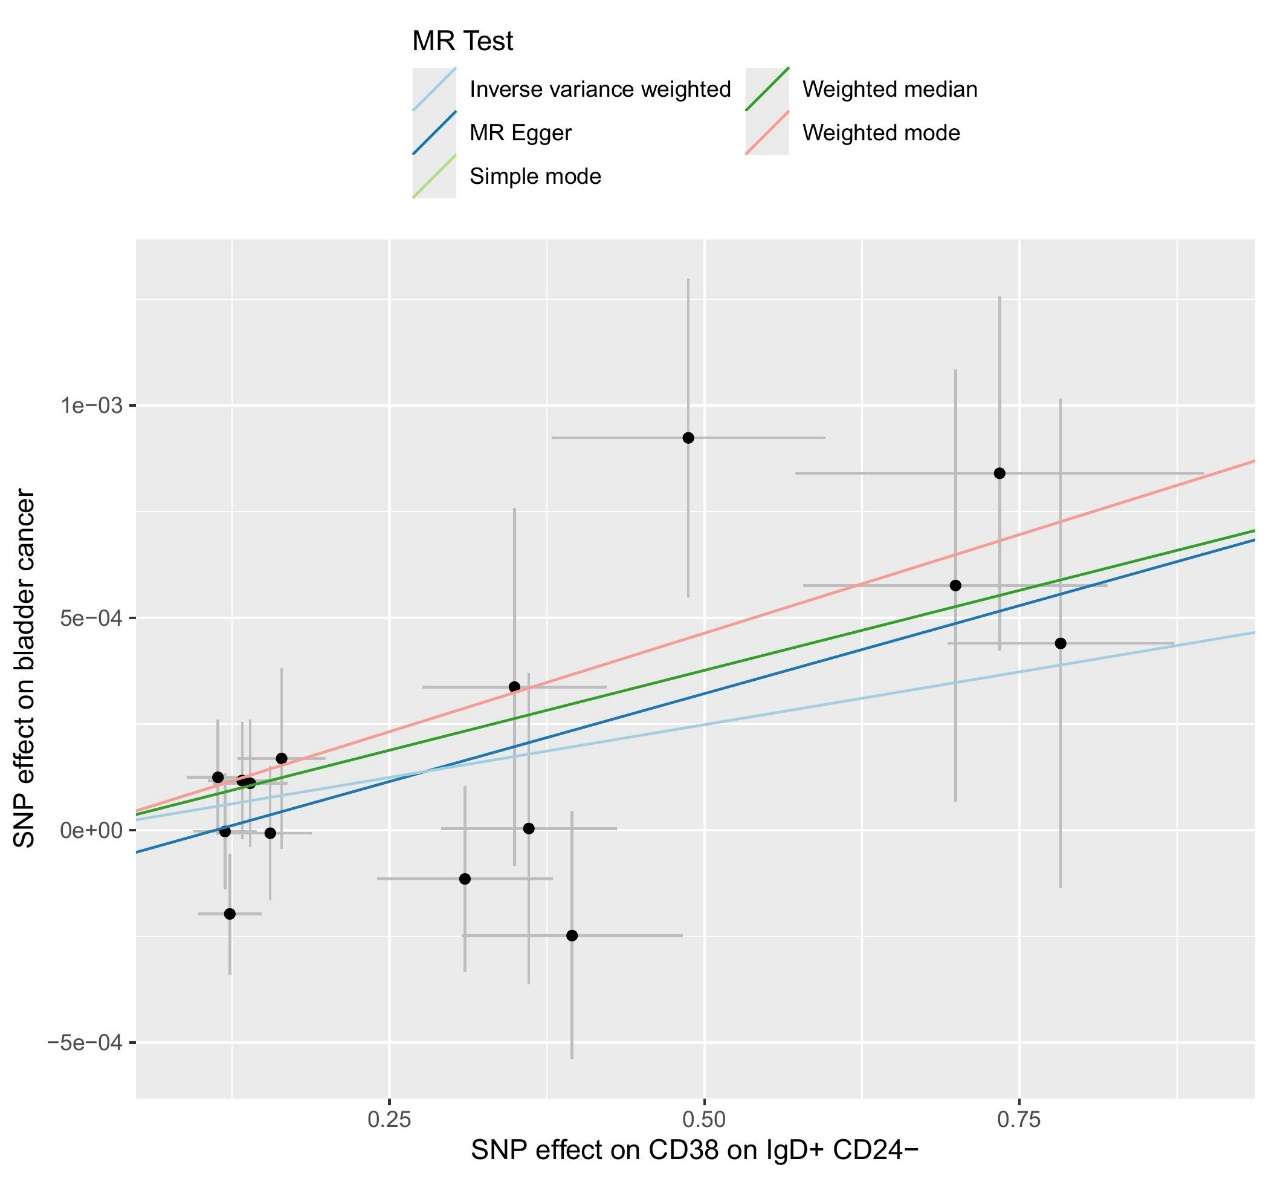 MR Test
Inverse variance weighted
Weighted median
MR Egger
Weighted mode
Simple mode
SNP effect on bladder cancer
1e−03
5e−04
0e+00
−5e−04
0.25
0.50
0.75
SNP effect on CD38 on IgD+ CD24−